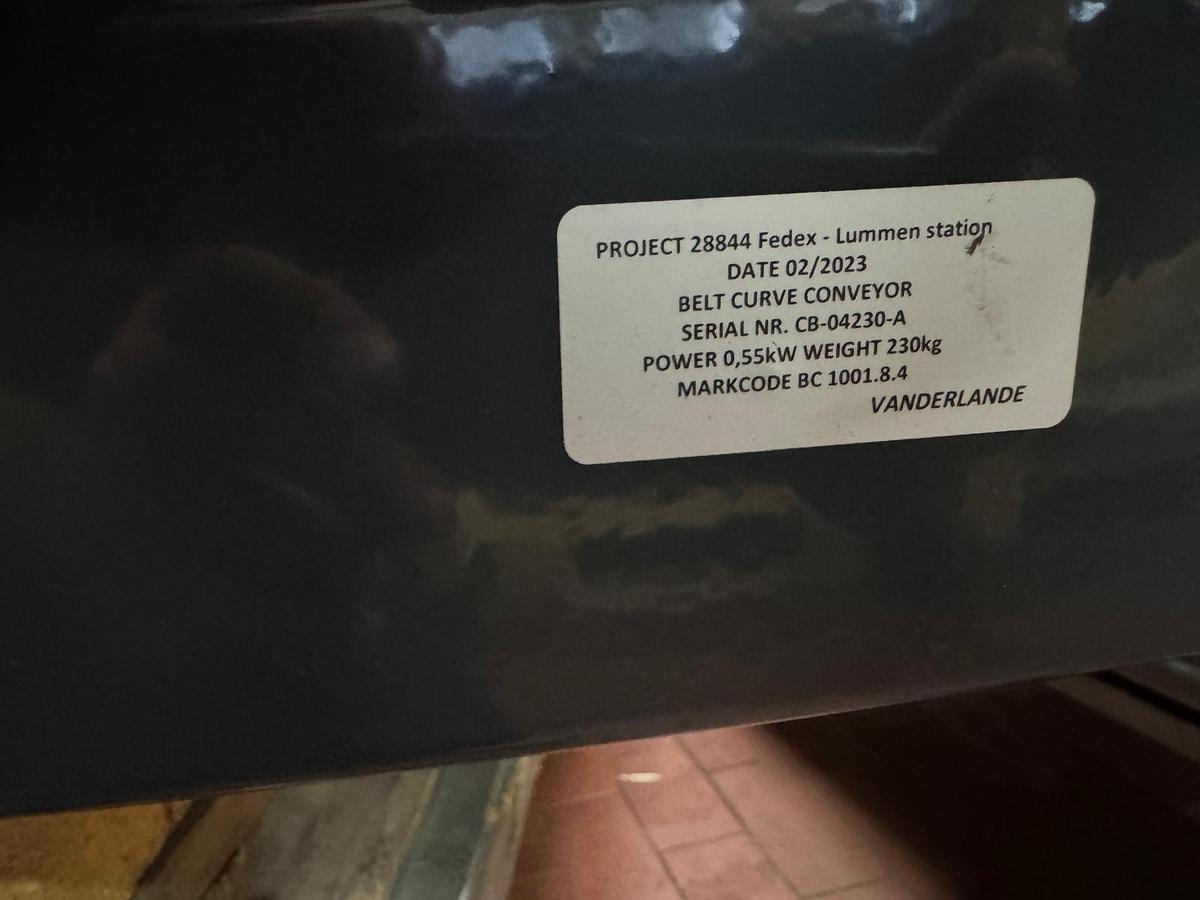 PROJECT 28844 Fedex - Lummen station
DATE 02/2023
BELT CURVE CONVEYOR
SERIAL NR. CB-04230-A
POWER 0,55kW WEIGHT 230kg
MARKCODE BC 1001.8.4
VANDERLANDE